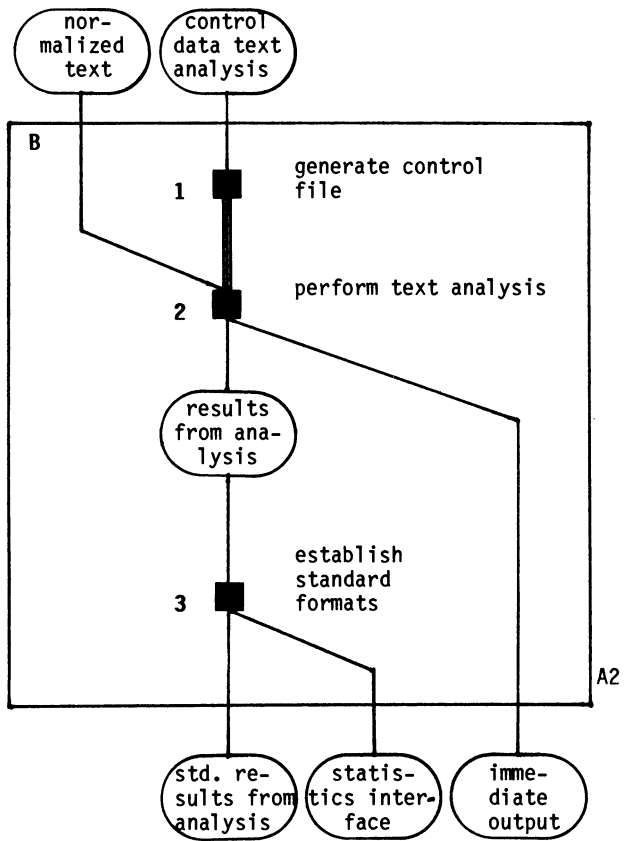 nor-
malized
text
control
data text
analysis
B
generate control
file
1
perform text analysis
2
results
from ana-
lysis
establish
standard
formats
3
A2
std. re-
sults from
analysis
statis-
tics inter-
face
imme-
diate
output